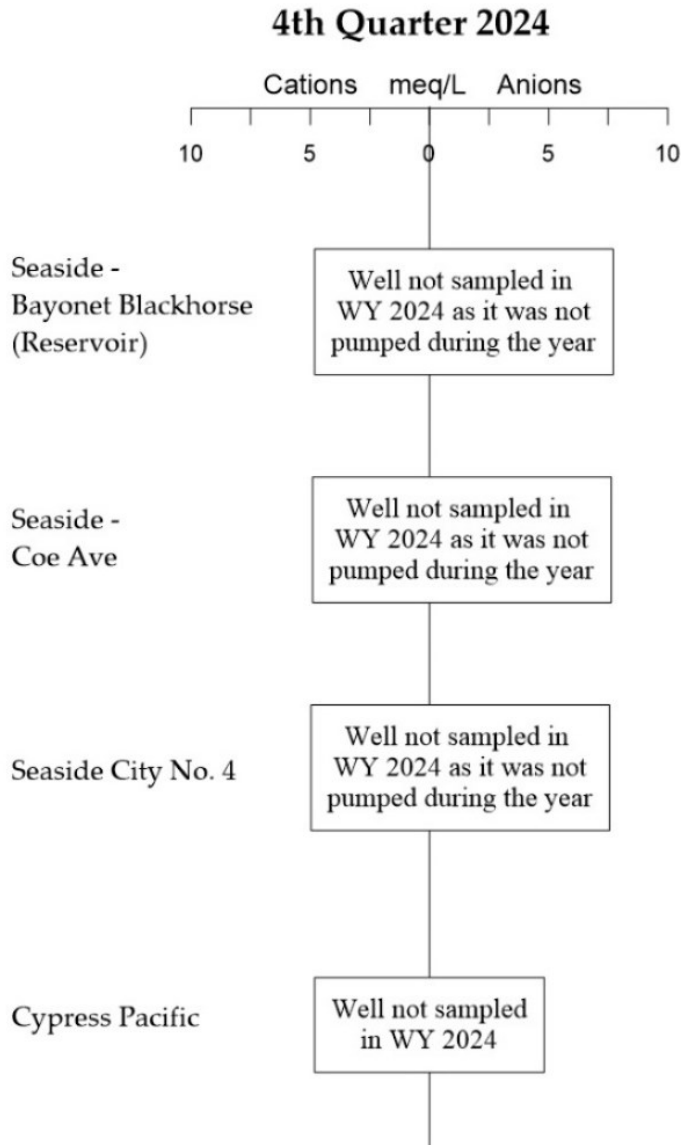 4th Quarter 2024
Cations meq/L Anions
10 5 0 5 10
Seaside -
Bayonet Blackhorse
(Reservoir)
Well not sampled in
WY 2024 as it was not
pumped during the year
Seaside -
Coe Ave
Well not sampled in
WY 2024 as it was not
pumped during the year
Seaside City No. 4
Well not sampled in
WY 2024 as it was not
pumped during the year
Cypress Pacific
Well not sampled
in WY 2024